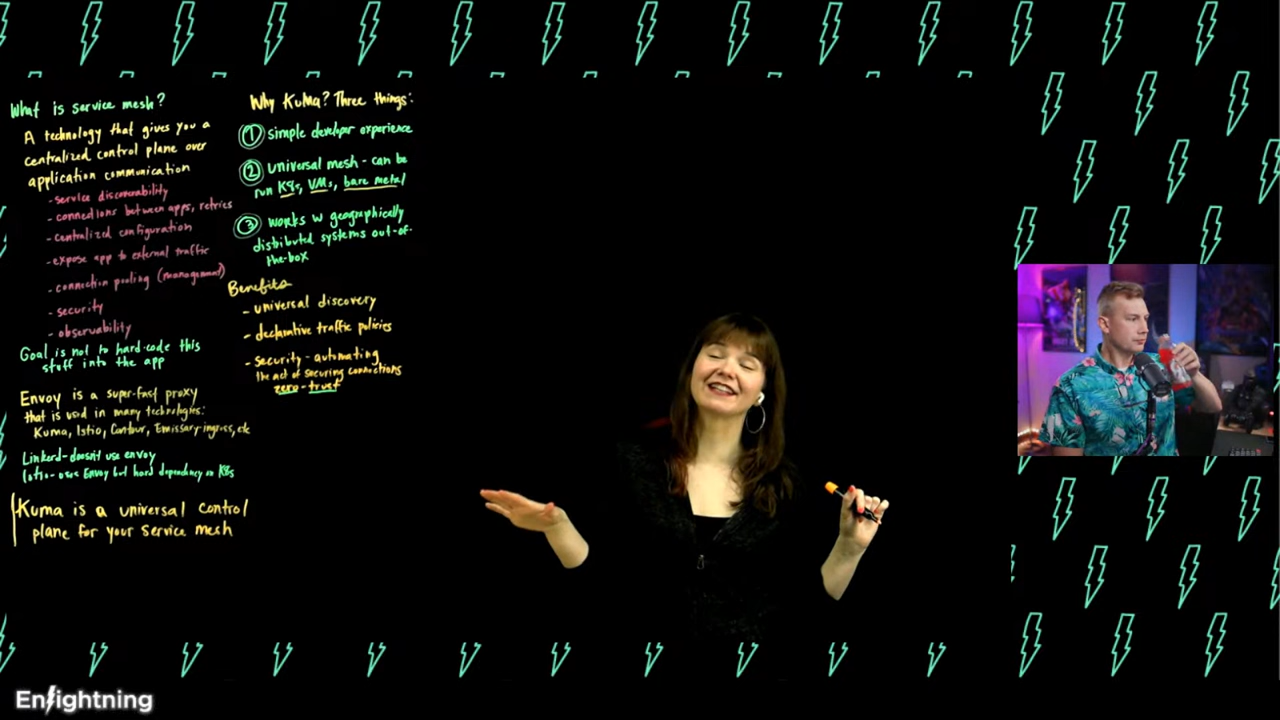 What is service mesh?
A technology that gives you a
centralized control plane over
application communication
- service discoverability
- connections between apps, retries
- centralized configuration
- expose app to external traffic
- connection pooling (management)
- security
- observability
Goal is not to hard-code this
stuff into the app
Envoy is a super-fast proxy
that is used in many technologies:
Kuma, Istio, Contour, Emissary-ingress, etc
Linkerd-doesn't use envoy
Istio-uses Envoy but hard dependency on K8s
Kuma is a universal control
plane for your service mesh
Why Kuma? Three things:
1 simple developer experience
2 universal mesh - can be
run K8s, VMs, bare metal
3 works w geographically
distributed systems out-of-
the-box
Benefits
- universal discovery
- declarative traffic policies
- security - automating
the act of securing connections
zero-trust
Enlightning